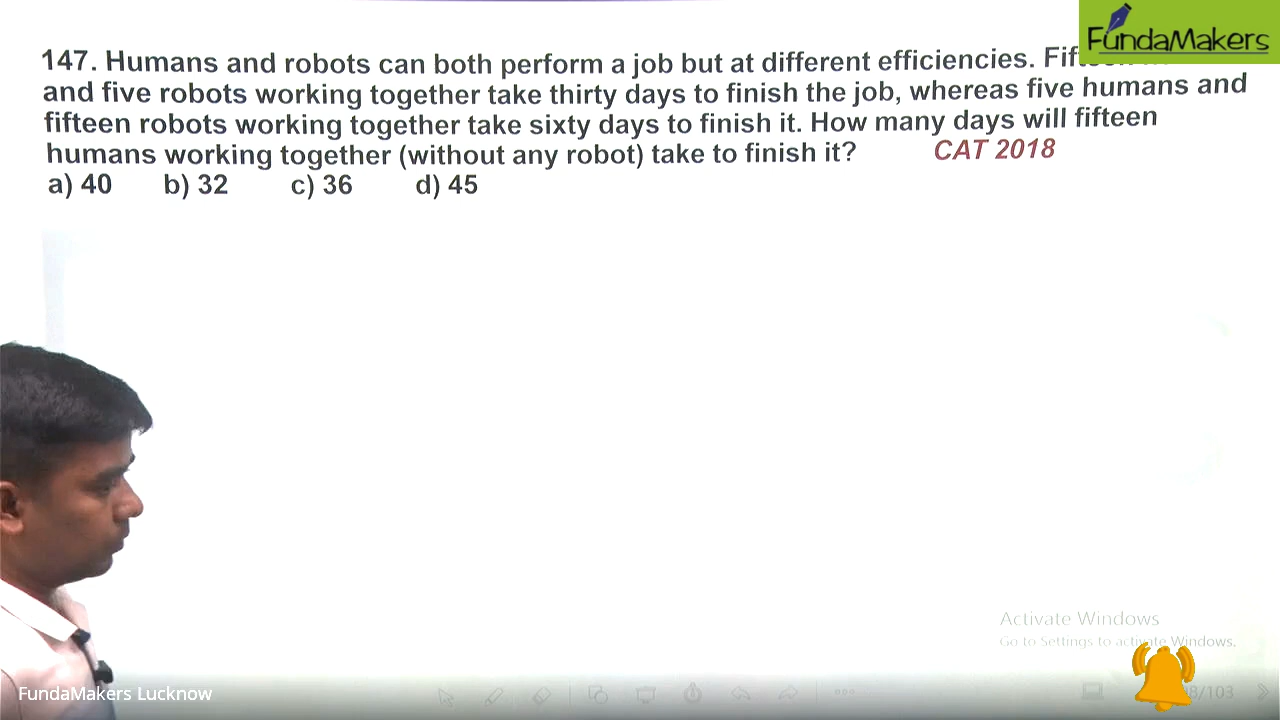 FundaMakers
147. Humans and robots can both perform a job but at different efficiencies.
and five robots working together take thirty days to finish the job, whereas five humans and
fifteen robots working together take sixty days to finish it. How many days will fifteen
humans working together (without any robot) take to finish it? CAT 2018
a) 40 b) 32 c) 36 d) 45
Activate Windows
Go to Settings to activate Windows.
FundaMakers Lucknow
/103